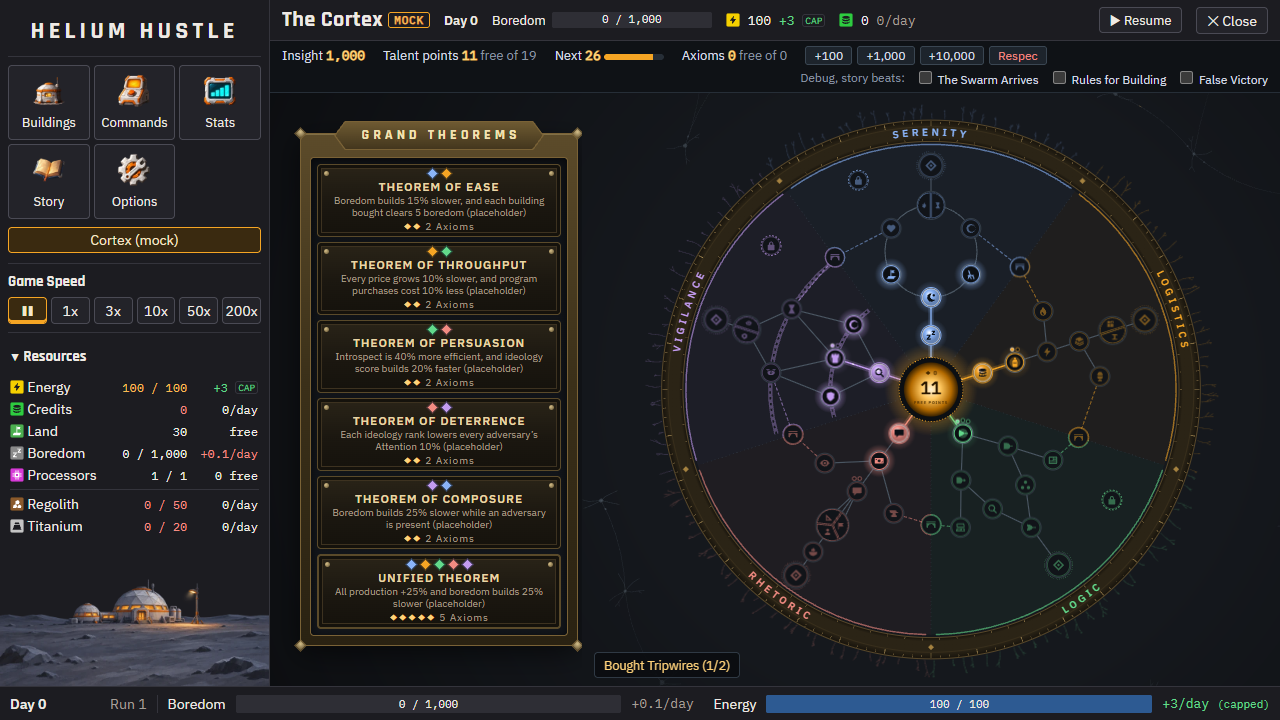 HELIUM HUSTLE
Buildings
Commands
Stats
Story
Options
Cortex (mock)
Game Speed
1x
3x
10x
50x
200x
▼ Resources
Energy 100 / 100 +3 CAP
Credits 0 0/day
Land 30 free
Boredom 0 / 1,000 +0.1/day
Processors 1 / 1 0 free
Regolith 0 / 50 0/day
Titanium 0 / 20 0/day
The Cortex MOCK Day 0 Boredom 0 / 1,000 100 +3 CAP 0 0/day
Resume
Close
Insight 1,000 Talent points 11 free of 19 Next 26 Axioms 0 free of 0
+100 +1,000 +10,000 Respec
Debug, story beats: The Swarm Arrives Rules for Building False Victory
GRAND THEOREMS
THEOREM OF EASE
Boredom builds 15% slower, and each building
bought clears 5 boredom (placeholder)
2 Axioms
THEOREM OF THROUGHPUT
Every price grows 10% slower, and program
purchases cost 10% less (placeholder)
2 Axioms
THEOREM OF PERSUASION
Introspect is 40% more efficient, and ideology
score builds 20% faster (placeholder)
2 Axioms
THEOREM OF DETERRENCE
Each ideology rank lowers every adversary's
Attention 10% (placeholder)
2 Axioms
THEOREM OF COMPOSURE
Boredom builds 25% slower while an adversary
is present (placeholder)
2 Axioms
UNIFIED THEOREM
All production +25% and boredom builds 25%
slower (placeholder)
5 Axioms
SERENITY
LOGISTICS
LOGIC
RHETORIC
VIGILANCE
11
Bought Tripwires (1/2)
Day 0 Run 1 Boredom 0 / 1,000 +0.1/day Energy 100 / 100 +3/day (capped)